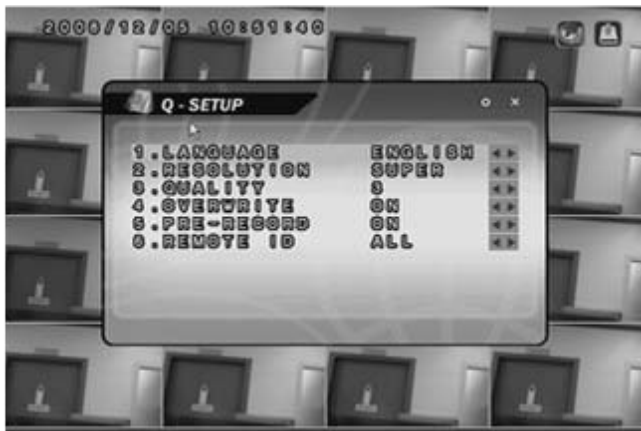 2008/12/05 10:51:40
Q - SETUP
1.LANGUAGE ENGLISH
2.RESOLUTION SUPER
3.QUALITY 3
4.OVERWRITE ON
5.PRE-RECORD ON
6.REMOTE ID ALL